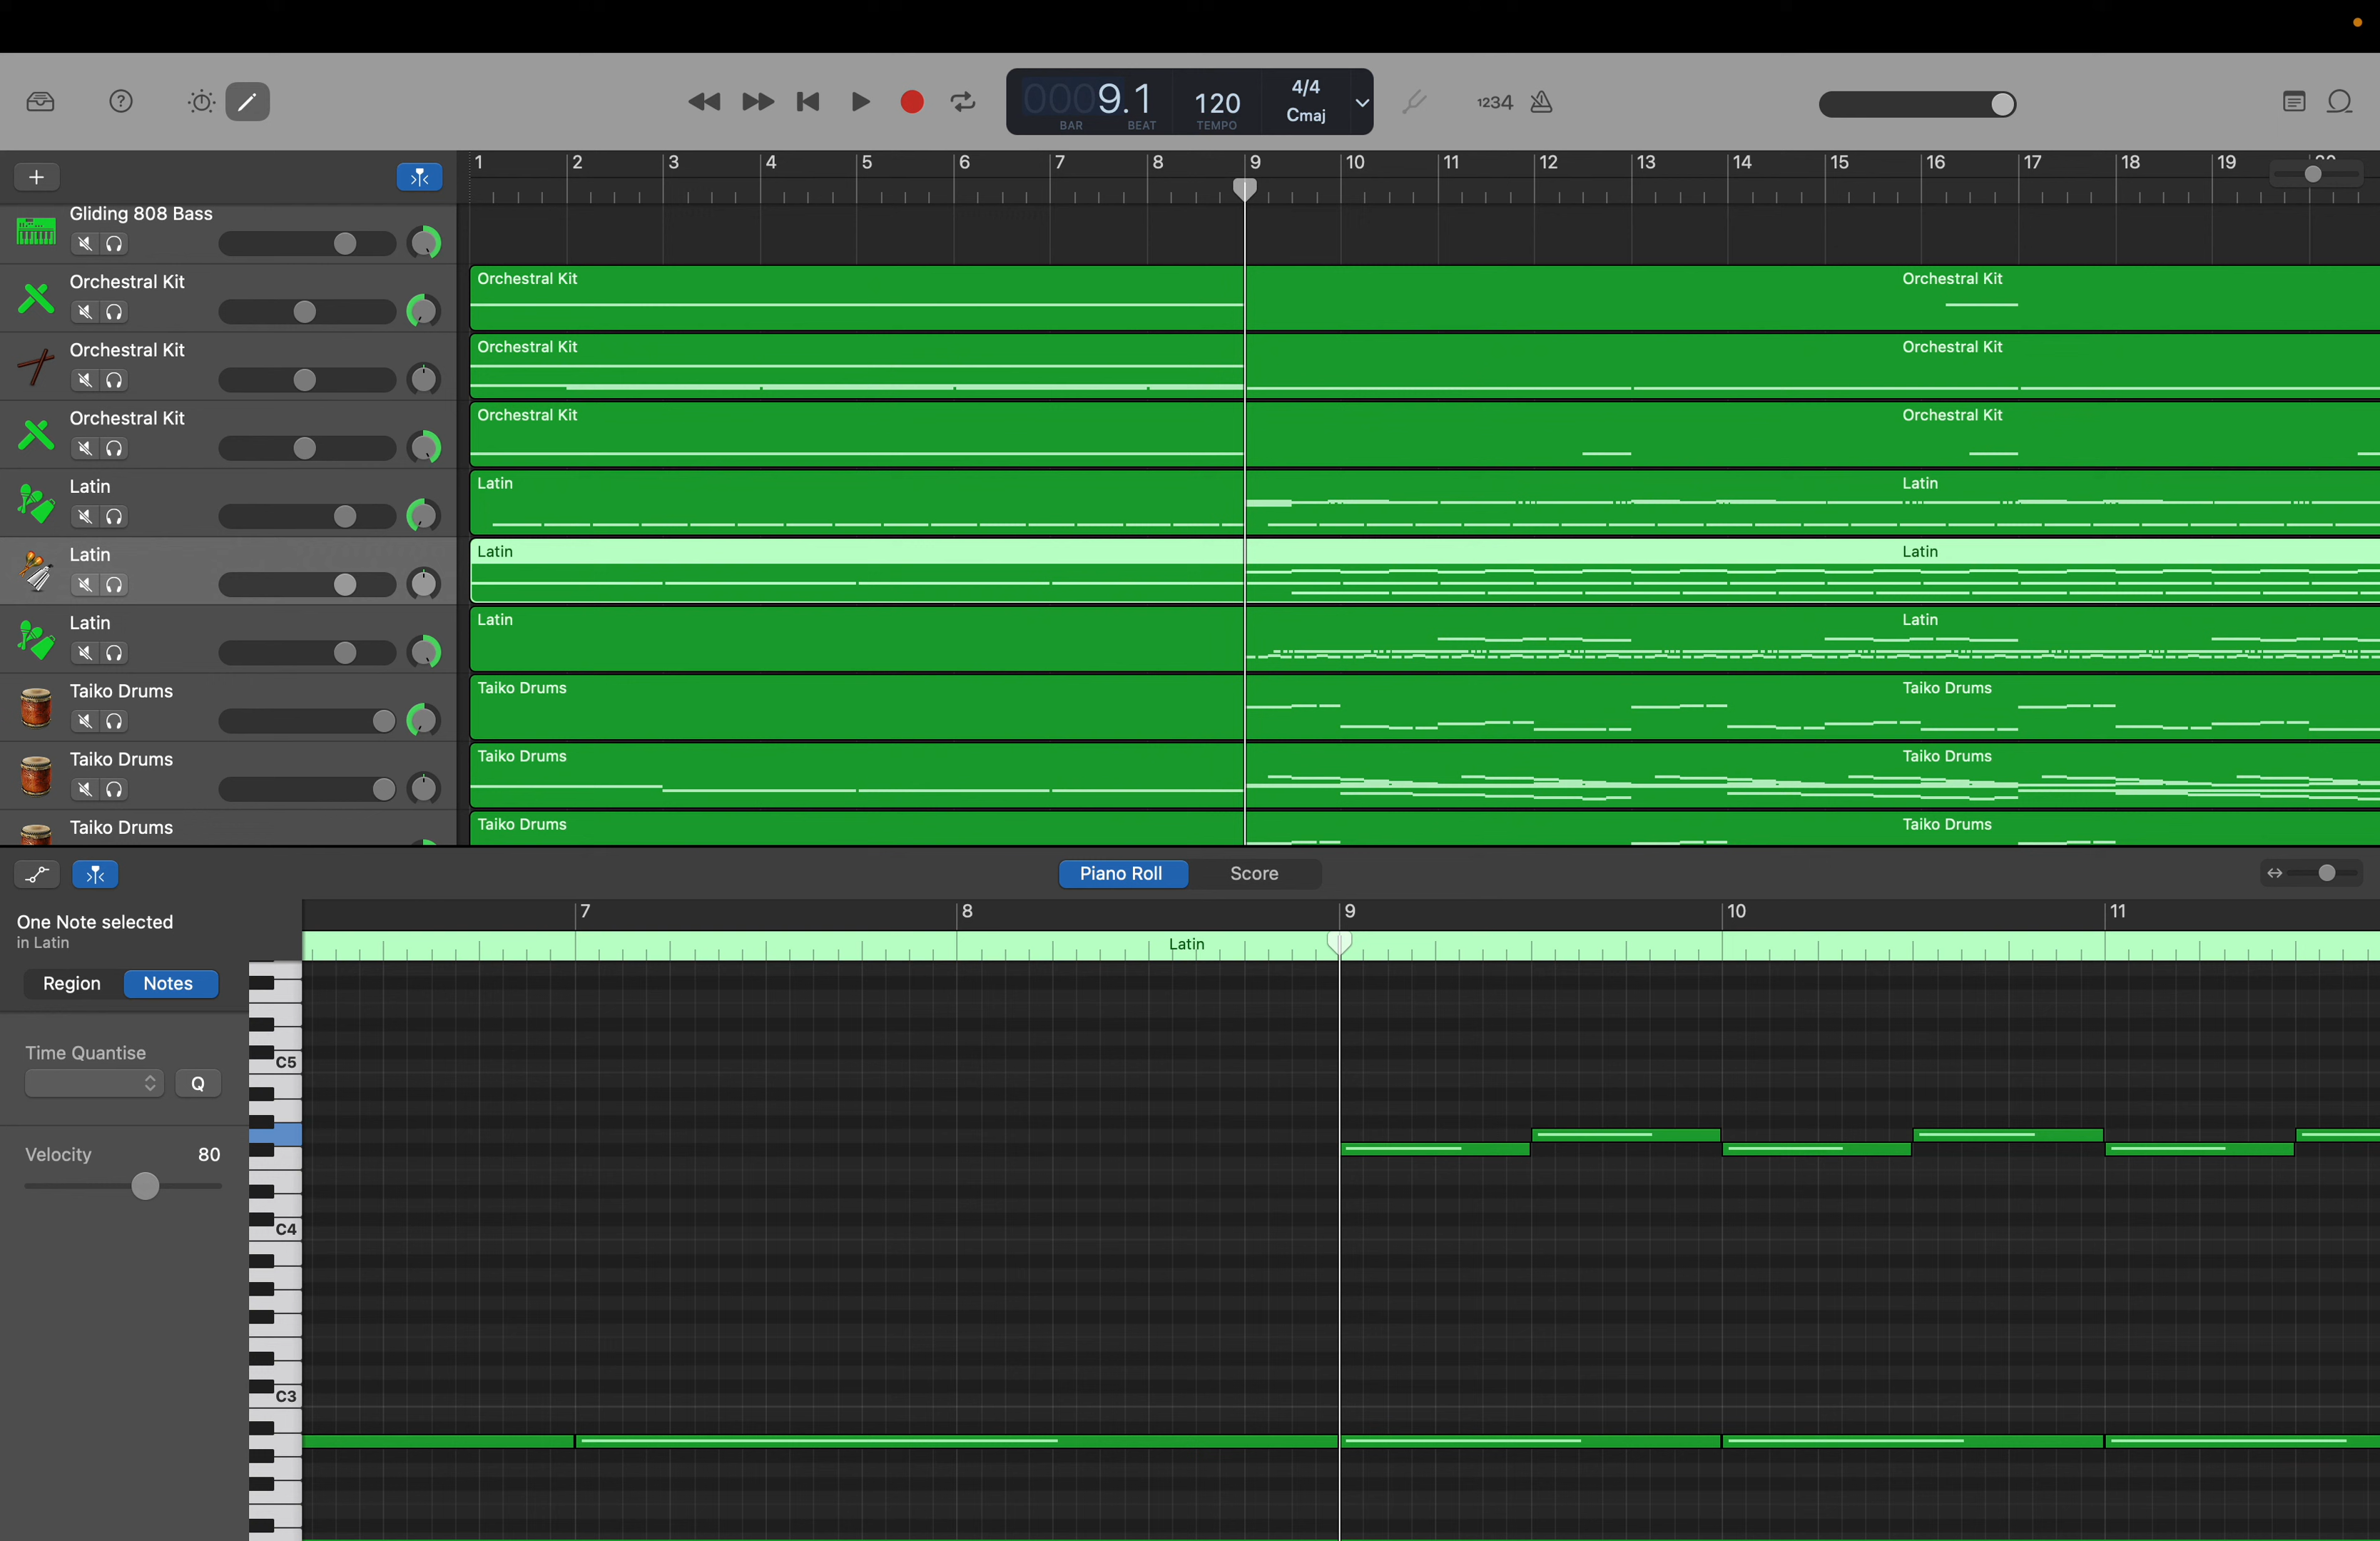 0009.1
BAR
BEAT
120
TEMPO
4/4
Cmaj
1234
1 2 3 4 5 6 7 8 9 10 11 12 13 14 15 16 17 18 19
Gliding 808 Bass
Orchestral Kit
Orchestral Kit
Orchestral Kit
Orchestral Kit
Orchestral Kit
Orchestral Kit
Orchestral Kit
Orchestral Kit
Orchestral Kit
Latin
Latin
Latin
Latin
Latin
Latin
Latin
Latin
Latin
Taiko Drums
Taiko Drums
Taiko Drums
Taiko Drums
Taiko Drums
Taiko Drums
Taiko Drums
Taiko Drums
Taiko Drums
Piano Roll
Score
7 8 9 10 11
One Note selected
in Latin
Latin
Region
Notes
Time Quantise
Q
Velocity 80
C5
C4
C3